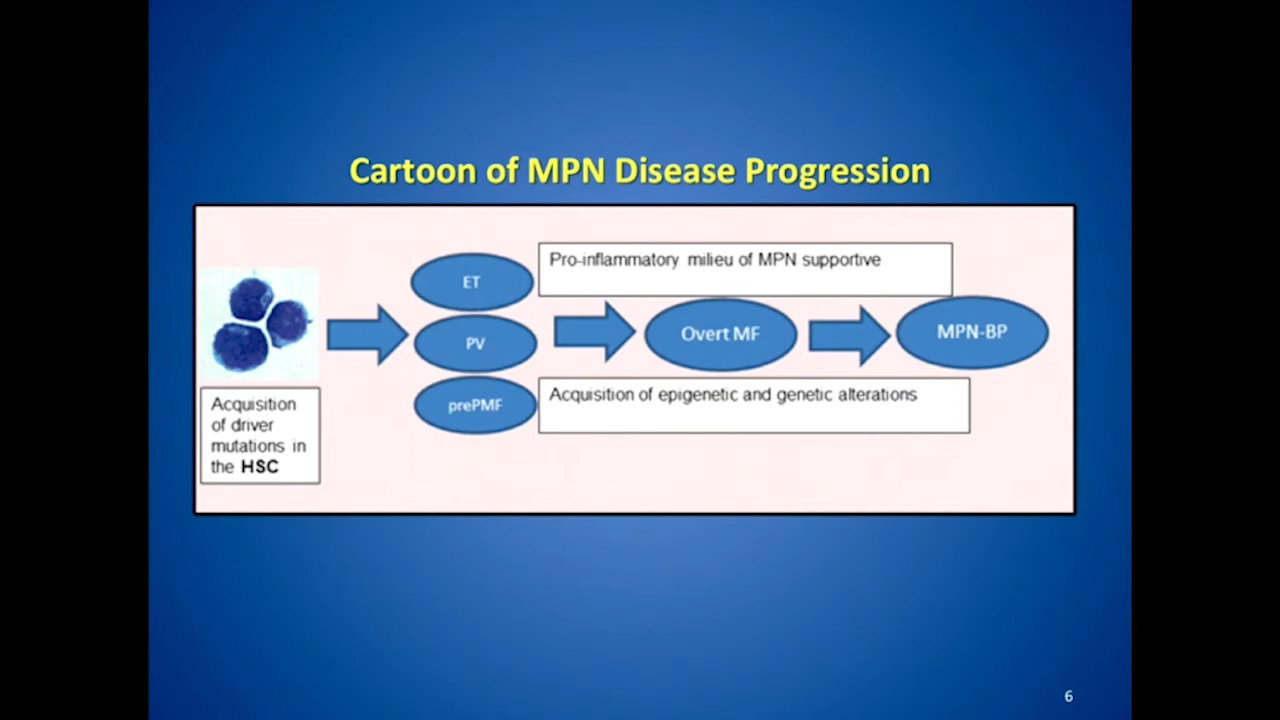 Cartoon of MPN Disease Progression
ET
Pro-inflammatory milieu of MPN supportive
PV
Overt MF
MPN-BP
prePMF
Acquisition of epigenetic and genetic alterations
Acquisition
of driver
mutations in
the HSC
6